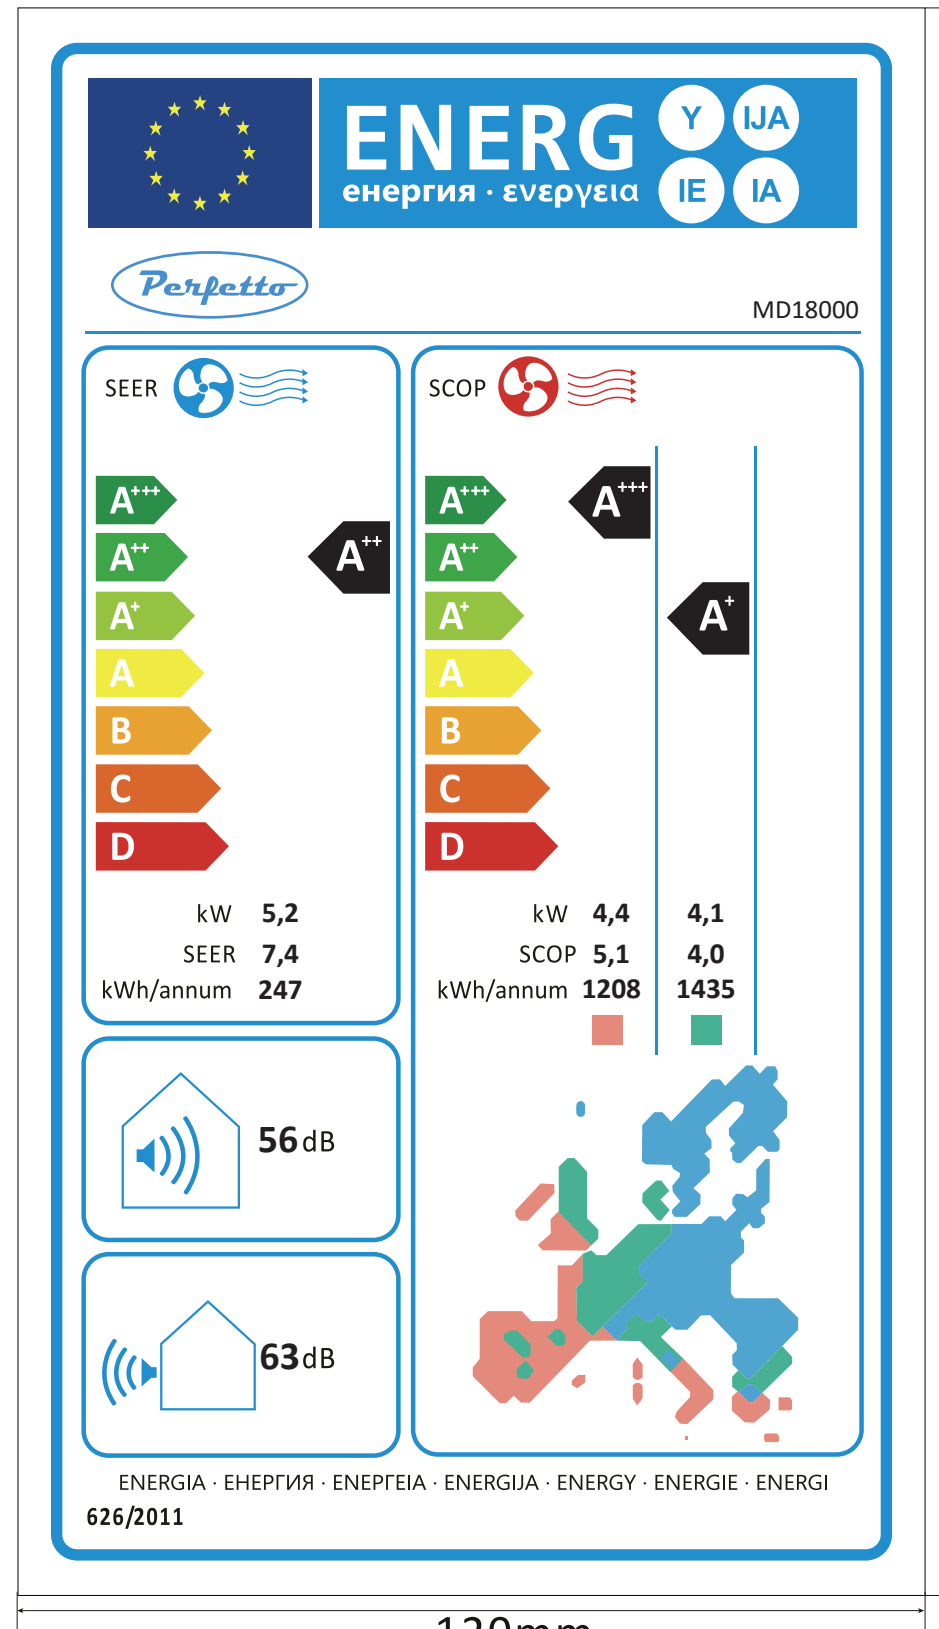 ENERG
енергия · ενεργεια
Y IJA
IE IA
Perfetto
MD18000
SEER
A+++
A++
A+
A
B
C
D
A++
kW 5,2
SEER 7,4
kWh/annum 247
SCOP
A+++
A++
A+
A
B
C
D
A+++
A+
kW 4,4 4,1
SCOP 5,1 4,0
kWh/annum 1208 1435
56 dB
63 dB
ENERGIA · ЕНЕРГИЯ · ΕΝΕΡΓΕΙΑ · ENERGIJA · ENERGY · ENERGIE · ENERGI
626/2011